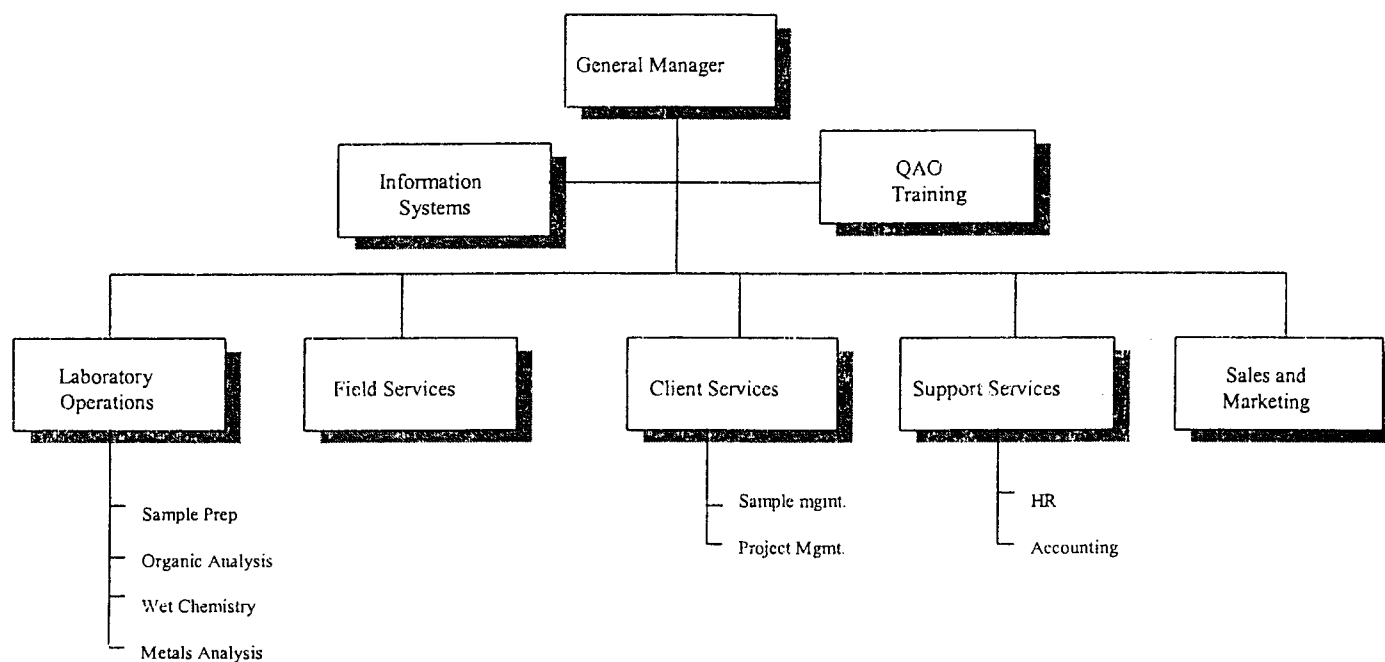 General Manager
Information
Systems
QAO
Training
Laboratory
Operations
Field Services
Client Services
Support Services
Sales and
Marketing
Sample Prep
Organic Analysis
Wet Chemistry
Metals Analysis
Sample mgmt.
Project Mgmt.
HR
Accounting